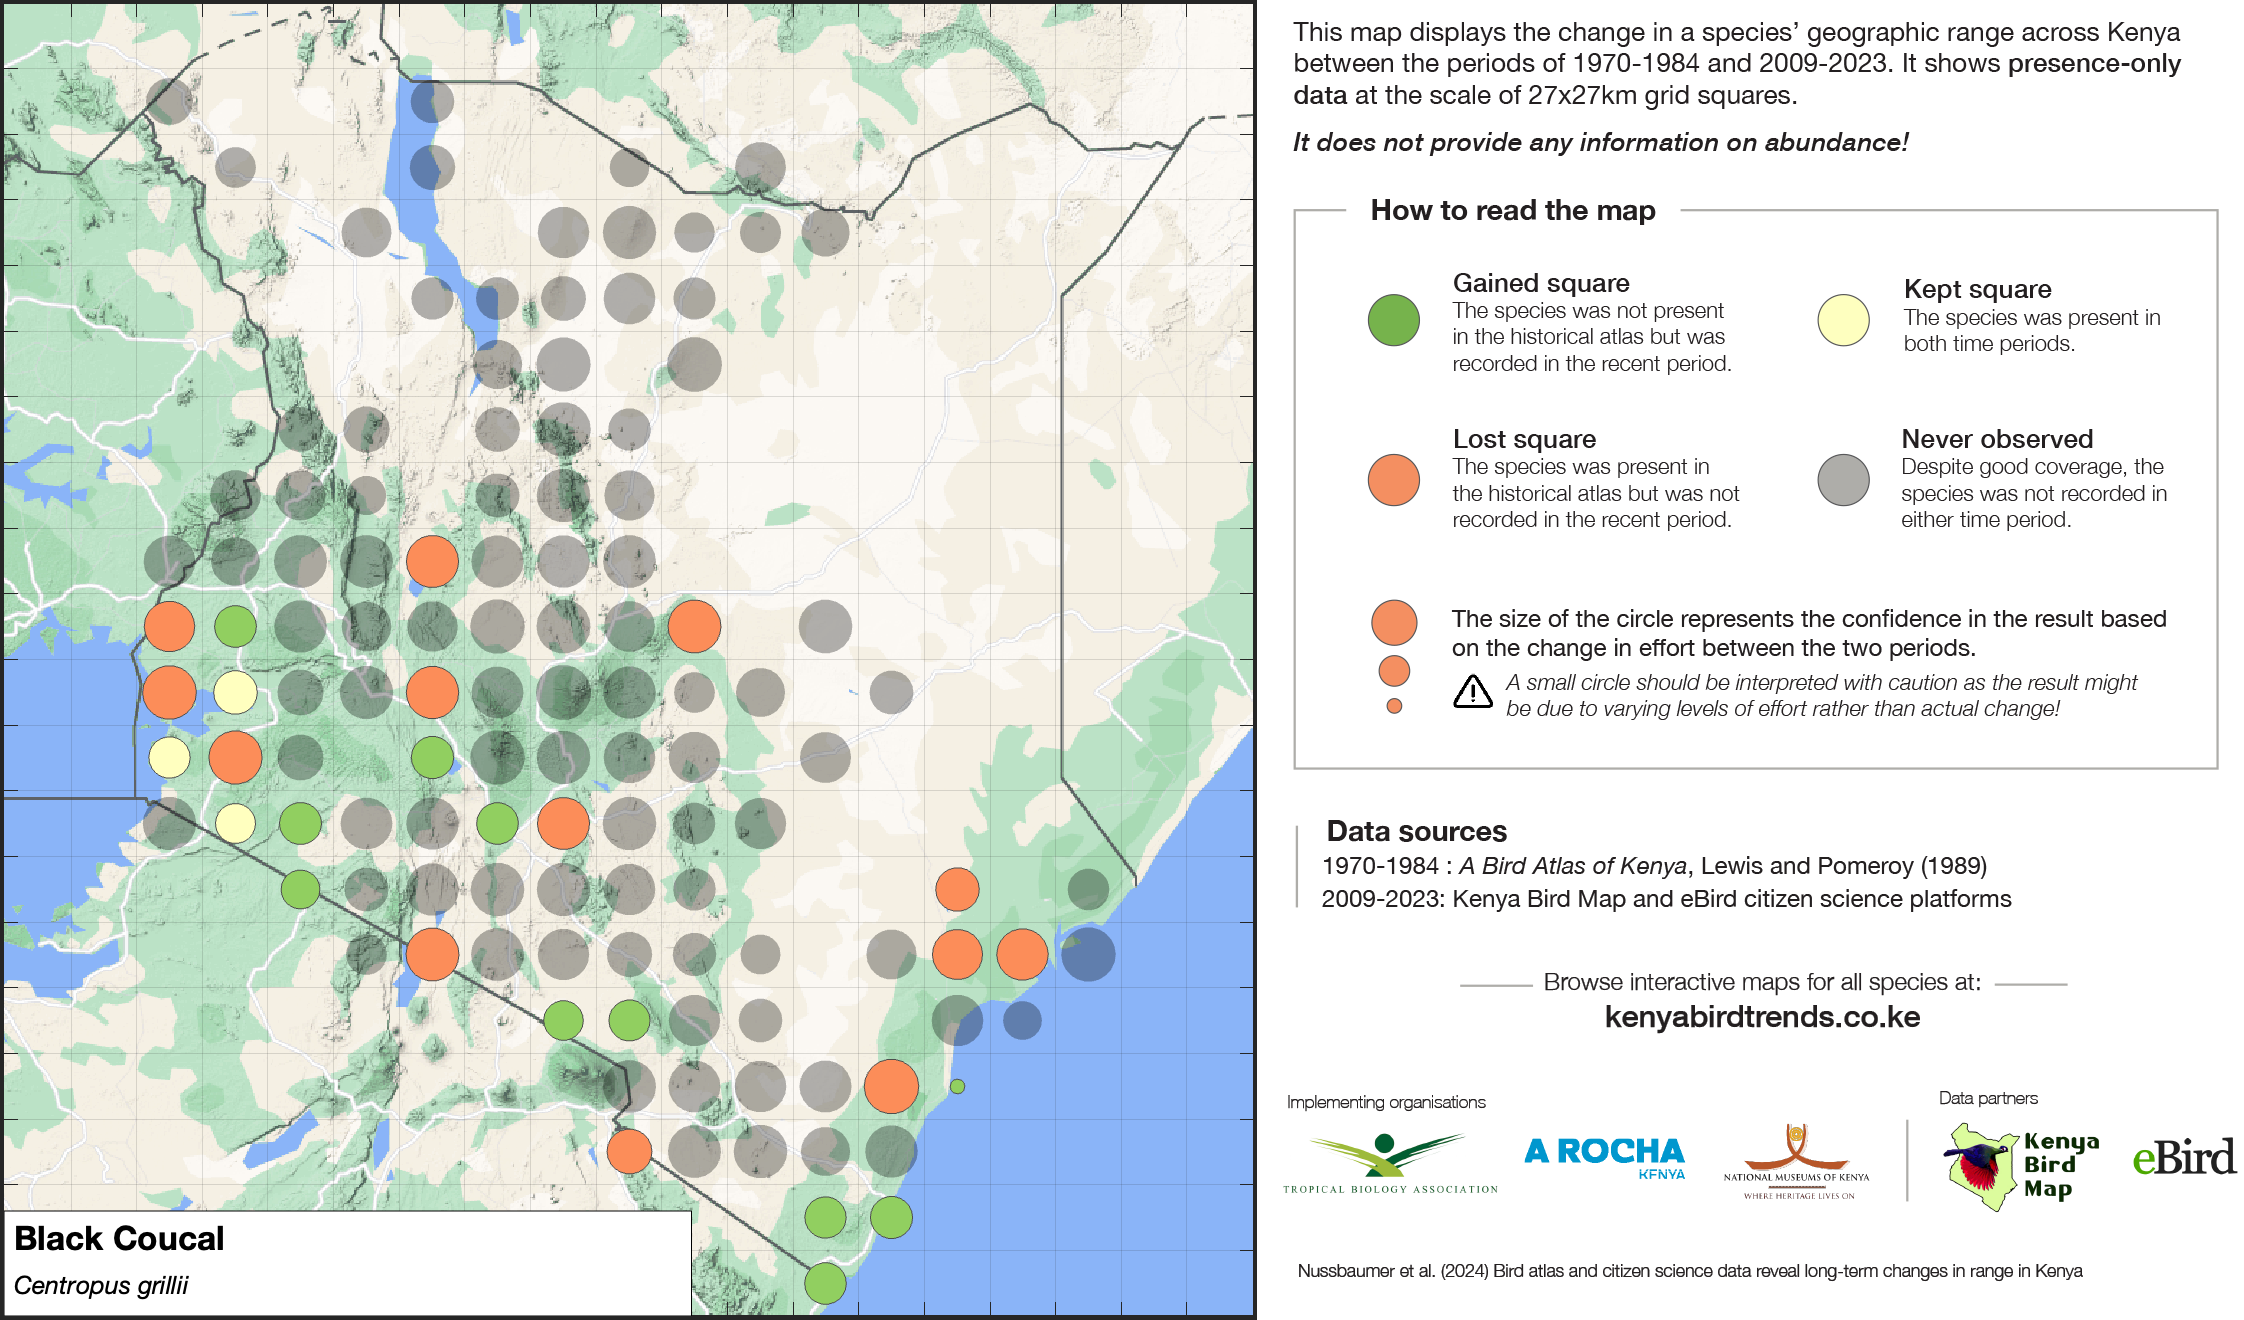 This map displays the change in a species’ geographic range across Kenya
between the periods of 1970-1984 and 2009-2023. It shows presence-only
data at the scale of 27x27km grid squares.
It does not provide any information on abundance!
How to read the map
Gained square
The species was not present
in the historical atlas but was
recorded in the recent period.
Kept square
The species was present in
both time periods.
Lost square
The species was present in
the historical atlas but was not
recorded in the recent period.
Never observed
Despite good coverage, the
species was not recorded in
either time period.
The size of the circle represents the confidence in the result based
on the change in effort between the two periods.
A small circle should be interpreted with caution as the result might
be due to varying levels of effort rather than actual change!
Data sources
1970-1984 : A Bird Atlas of Kenya, Lewis and Pomeroy (1989)
2009-2023: Kenya Bird Map and eBird citizen science platforms
Browse interactive maps for all species at:
kenyabirdtrends.co.ke
Implementing organisations
Data partners
TROPICAL BIOLOGY ASSOCIATION
A ROCHA
KENYA
NATIONAL MUSEUMS OF KENYA
WHERE HERITAGE LIVES ON
Kenya
Bird
Map
eBird
Black Coucal
Centropus grillii
Nussbaumer et al. (2024) Bird atlas and citizen science data reveal long-term changes in range in Kenya